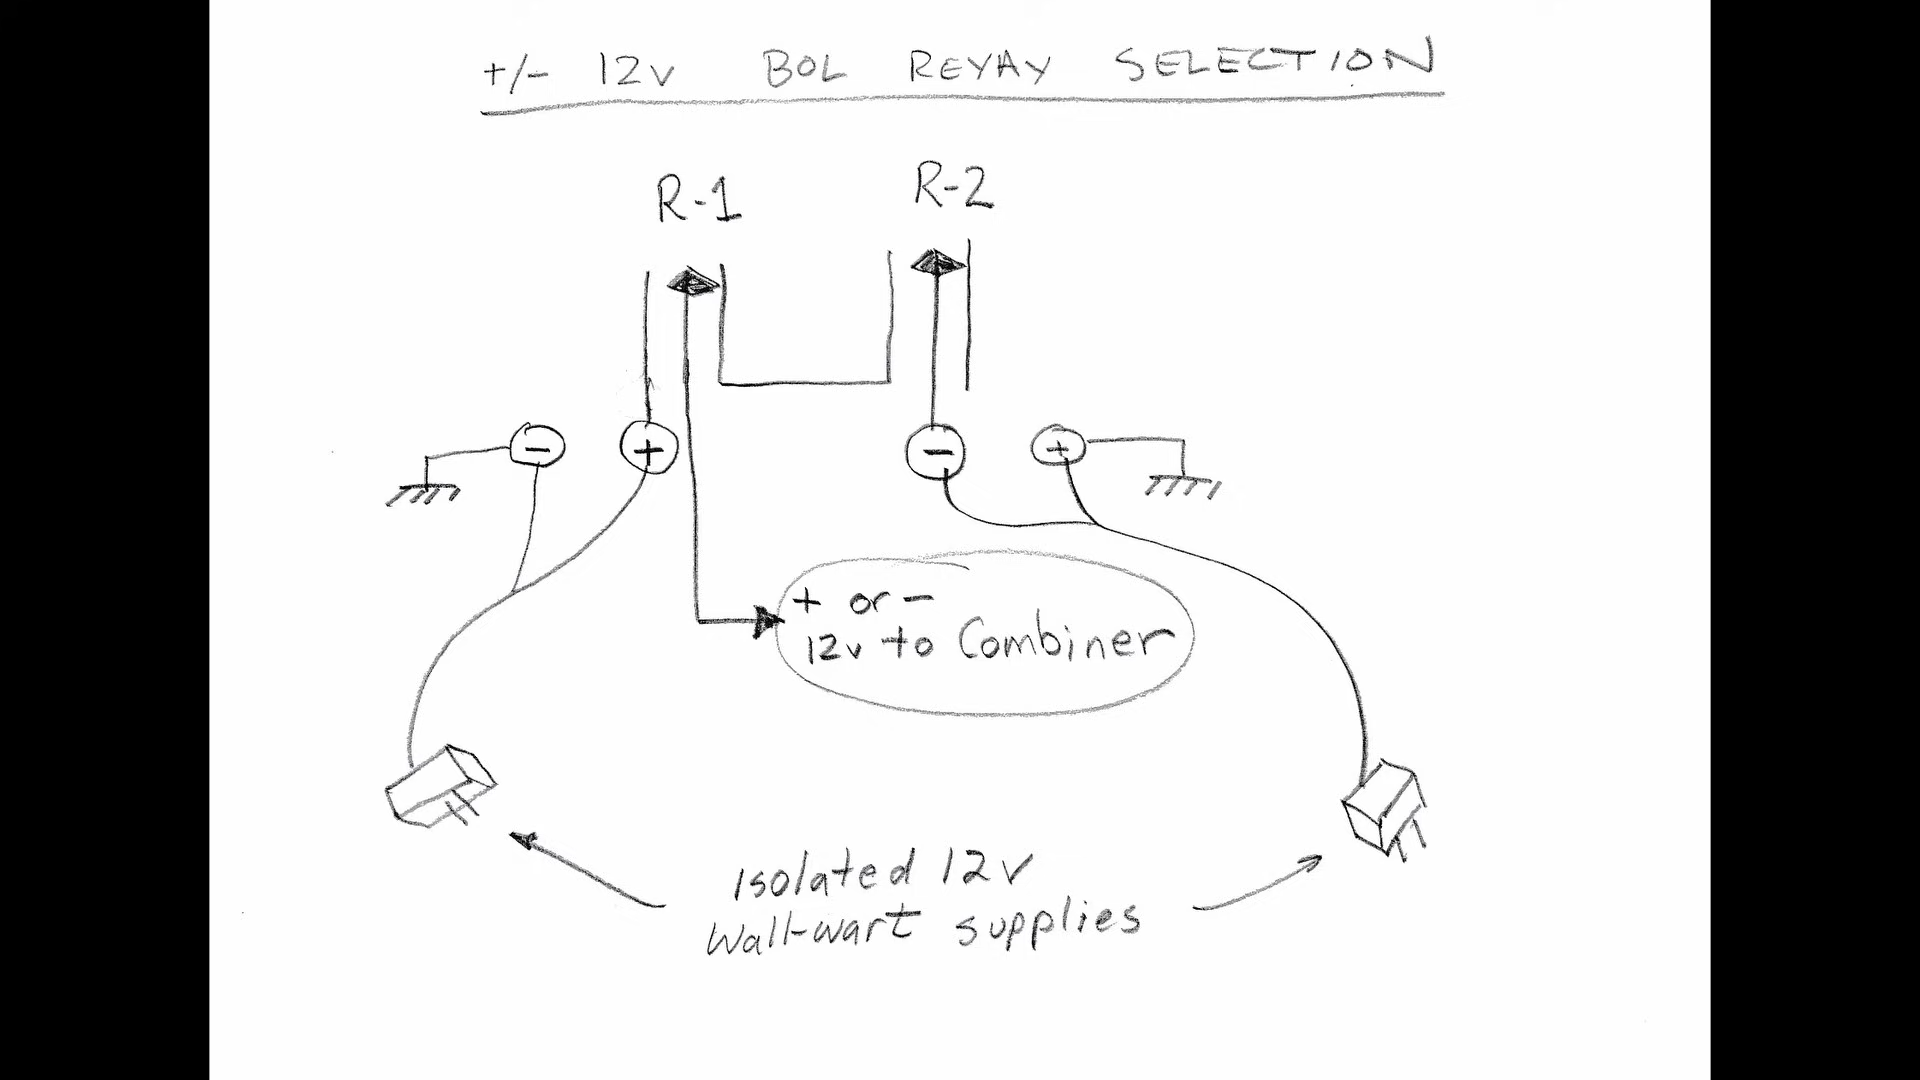 +/- 12v BOL REYAY SELECTION
R-1
R-2
-
+
-
+
+ or -
12v to Combiner
Isolated 12v
Wall-wart supplies